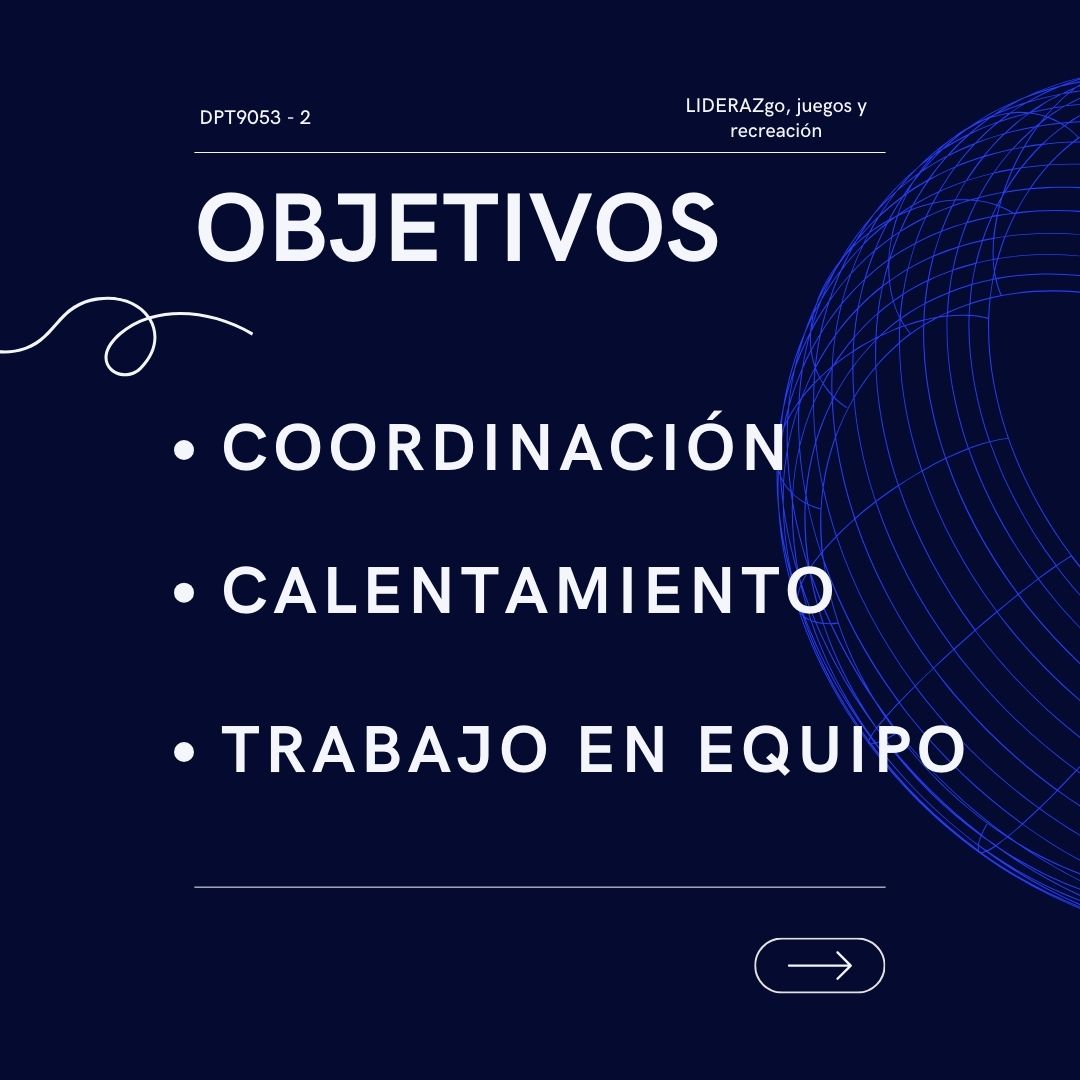 DPT9053 - 2
LIDERAZgo, juegos y
recreación
OBJETIVOS
• COORDINACIÓN
• CALENTAMIENTO
• TRABAJO EN EQUIPO